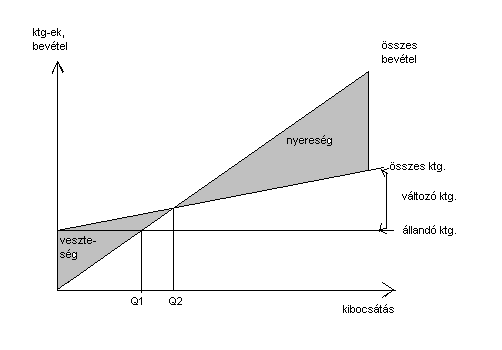 ktg-ek,
bevétel
összes
bevétel
nyereség
összes ktg.
változó ktg.
állandó ktg.
veszte-
ség
Q1
Q2
kibocsátás